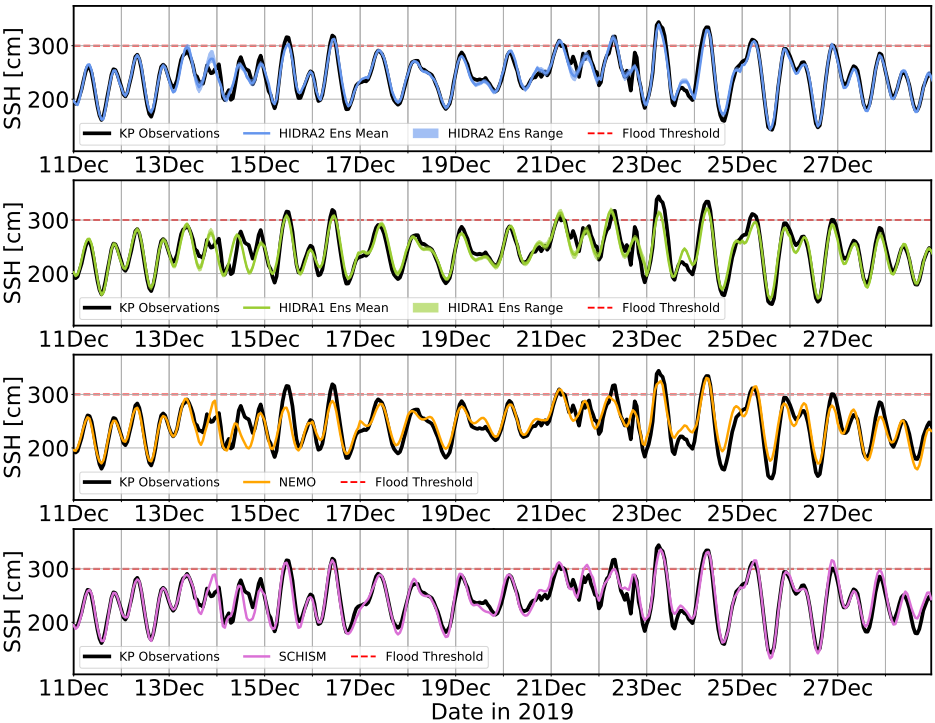 SSH [cm]
300
200
KP Observations HIDRA2 Ens Mean HIDRA2 Ens Range Flood Threshold
11Dec 13Dec 15Dec 17Dec 19Dec 21Dec 23Dec 25Dec 27Dec
SSH [cm]
300
200
KP Observations HIDRA1 Ens Mean HIDRA1 Ens Range Flood Threshold
11Dec 13Dec 15Dec 17Dec 19Dec 21Dec 23Dec 25Dec 27Dec
SSH [cm]
300
200
KP Observations NEMO Flood Threshold
11Dec 13Dec 15Dec 17Dec 19Dec 21Dec 23Dec 25Dec 27Dec
SSH [cm]
300
200
KP Observations SCHISM Flood Threshold
11Dec 13Dec 15Dec 17Dec 19Dec 21Dec 23Dec 25Dec 27Dec
Date in 2019